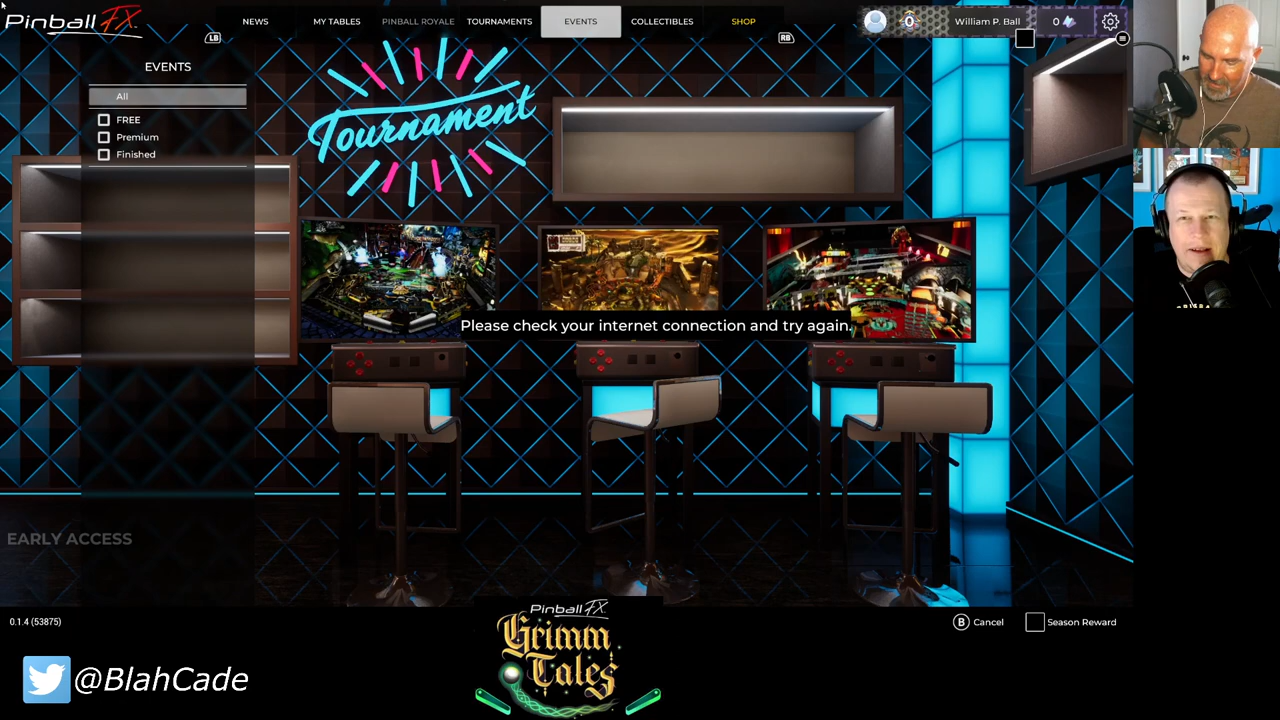 Pinball FX
NEWS
MY TABLES
PINBALL ROYALE
TOURNAMENTS
EVENTS
COLLECTIBLES
SHOP
0
William P. Ball
0
LB
RB
EVENTS
All
FREE
Premium
Finished
Tournament
Please check your internet connection and try again.
EARLY ACCESS
0.1.4 (53875)
B Cancel
Season Reward
Pinball FX
Grimm
Tales
@BlahCade